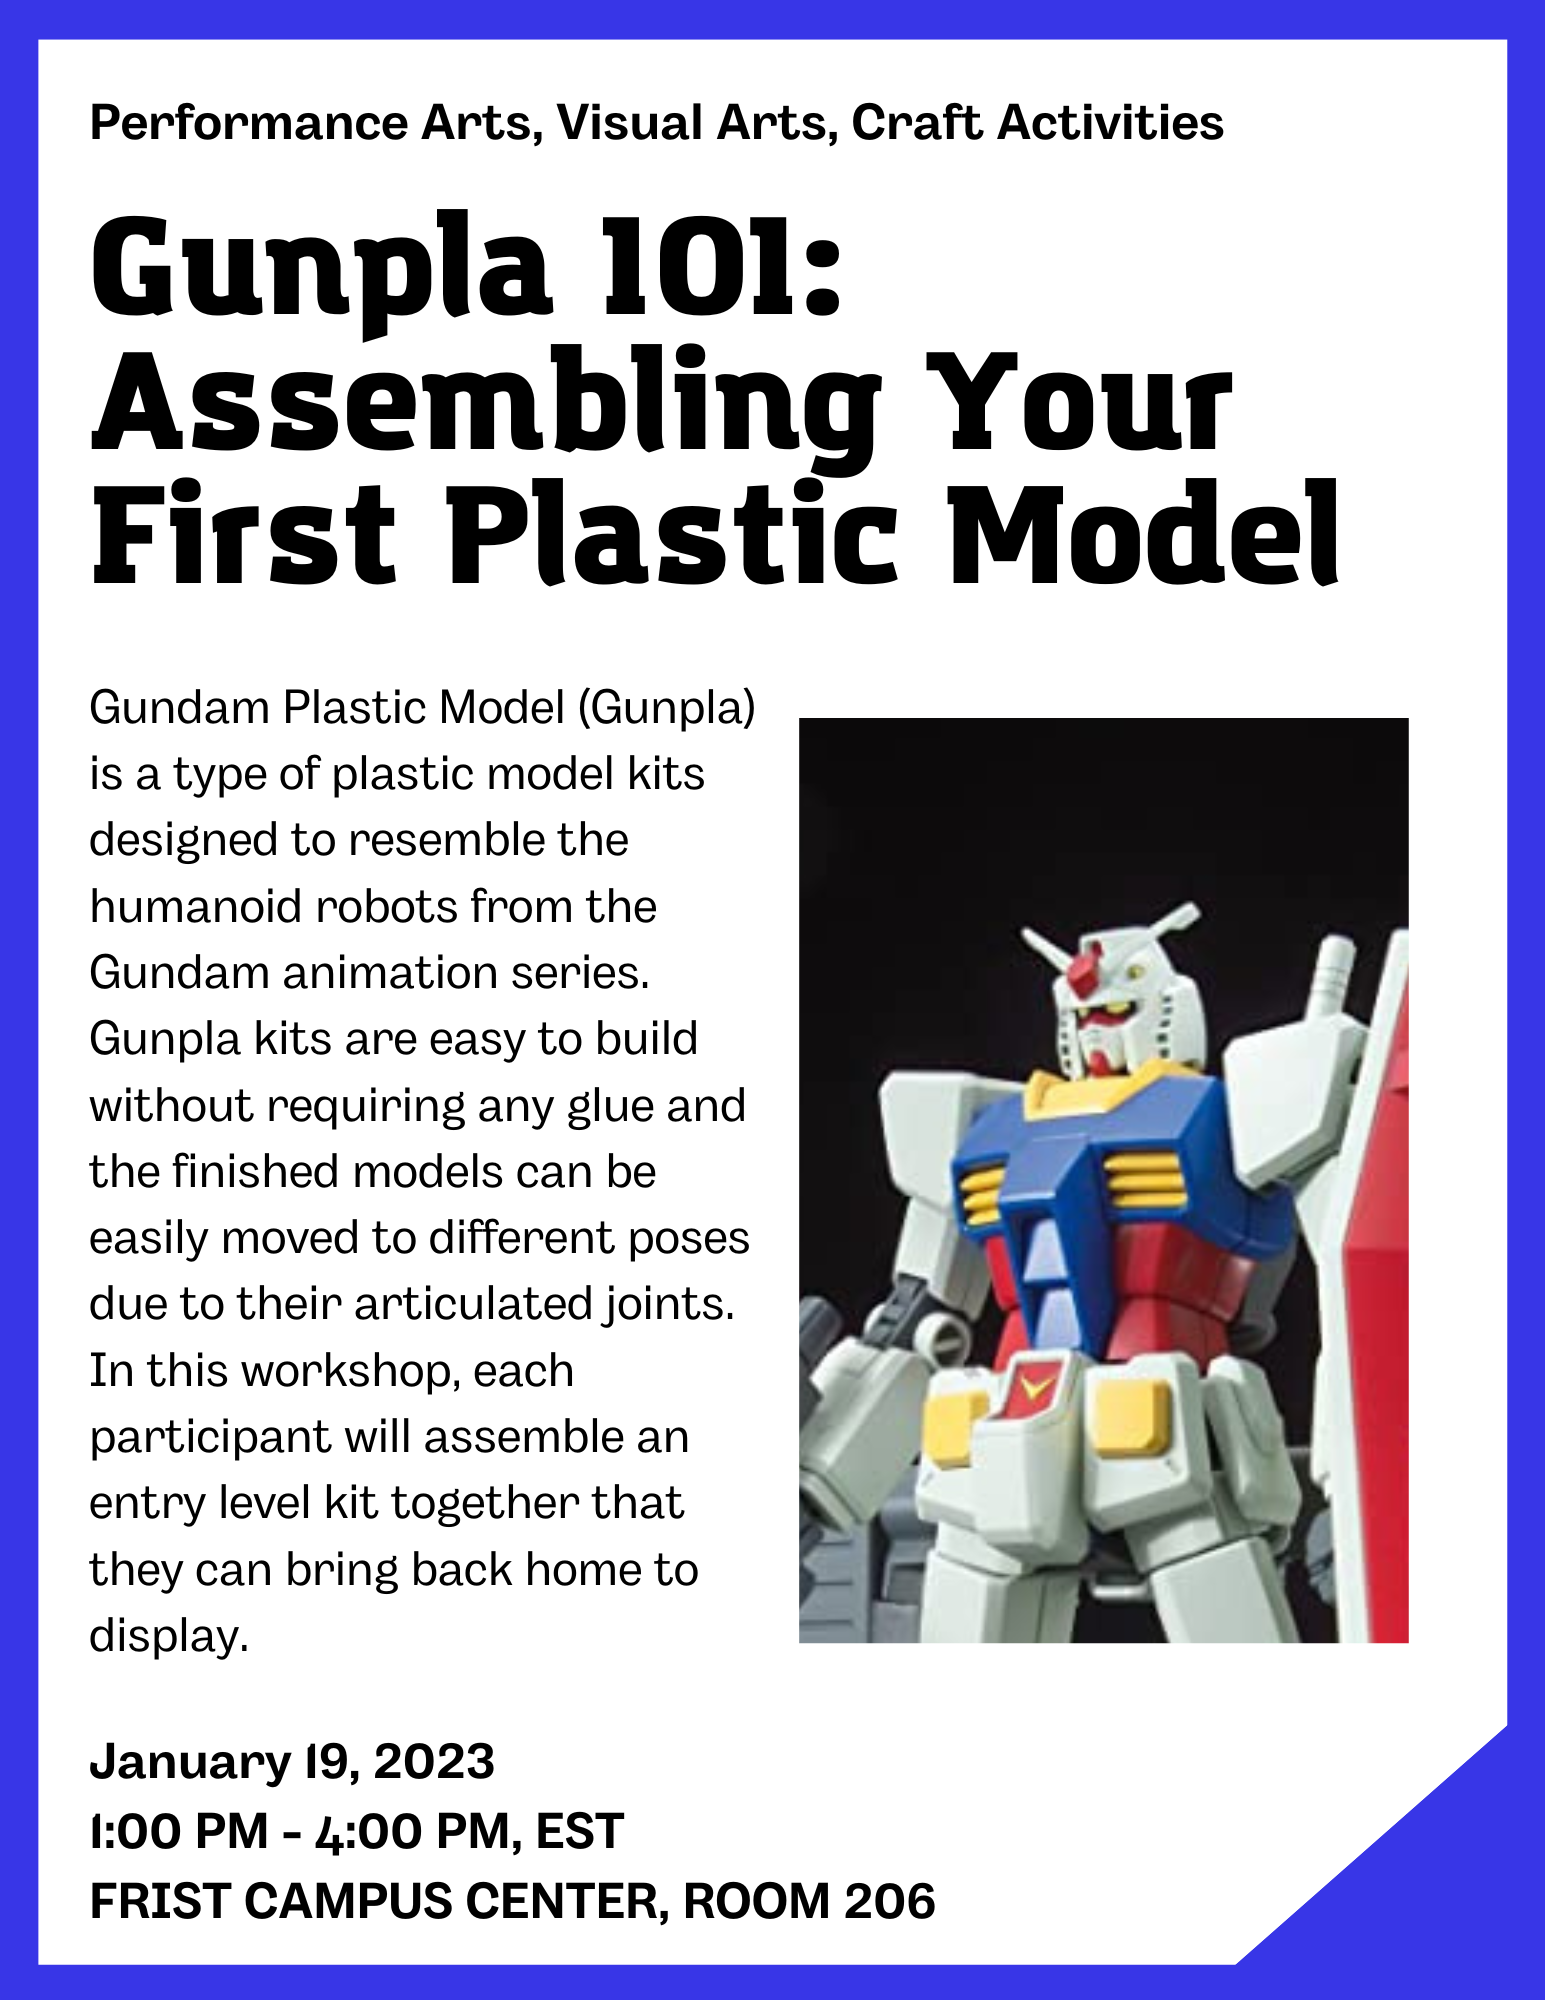 Performance Arts, Visual Arts, Craft Activities
Gunpla 101:
Assembling Your
First Plastic Model
Gundam Plastic Model (Gunpla)
is a type of plastic model kits
designed to resemble the
humanoid robots from the
Gundam animation series.
Gunpla kits are easy to build
without requiring any glue and
the finished models can be
easily moved to different poses
due to their articulated joints.
In this workshop, each
participant will assemble an
entry level kit together that
they can bring back home to
display.
January 19, 2023
1:00 PM - 4:00 PM, EST
FRIST CAMPUS CENTER, ROOM 206